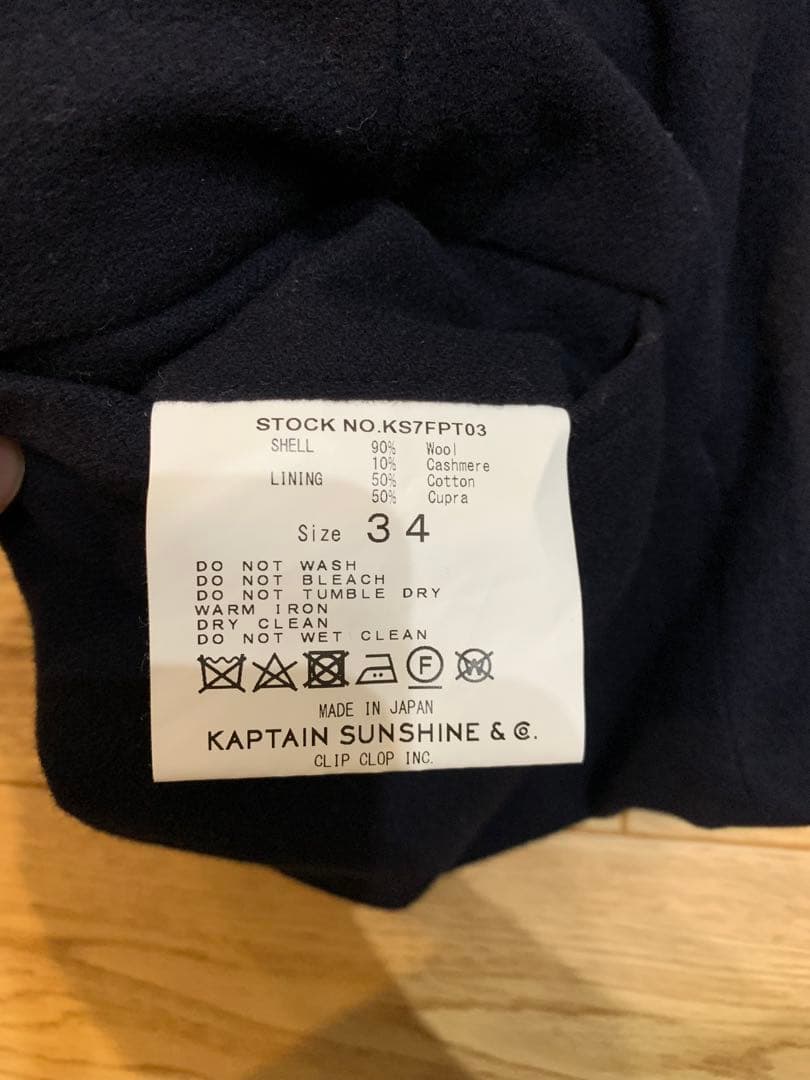 STOCK NO.KS7FPT03
SHELL 90% Wool
10% Cashmere
LINING 50% Cotton
50% Cupra
Size 34
DO NOT WASH
DO NOT BLEACH
DO NOT TUMBLE DRY
WARM IRON
DRY CLEAN
DO NOT WET CLEAN
F W
MADE IN JAPAN
KAPTAIN SUNSHINE & Co.
CLIP CLOP INC.